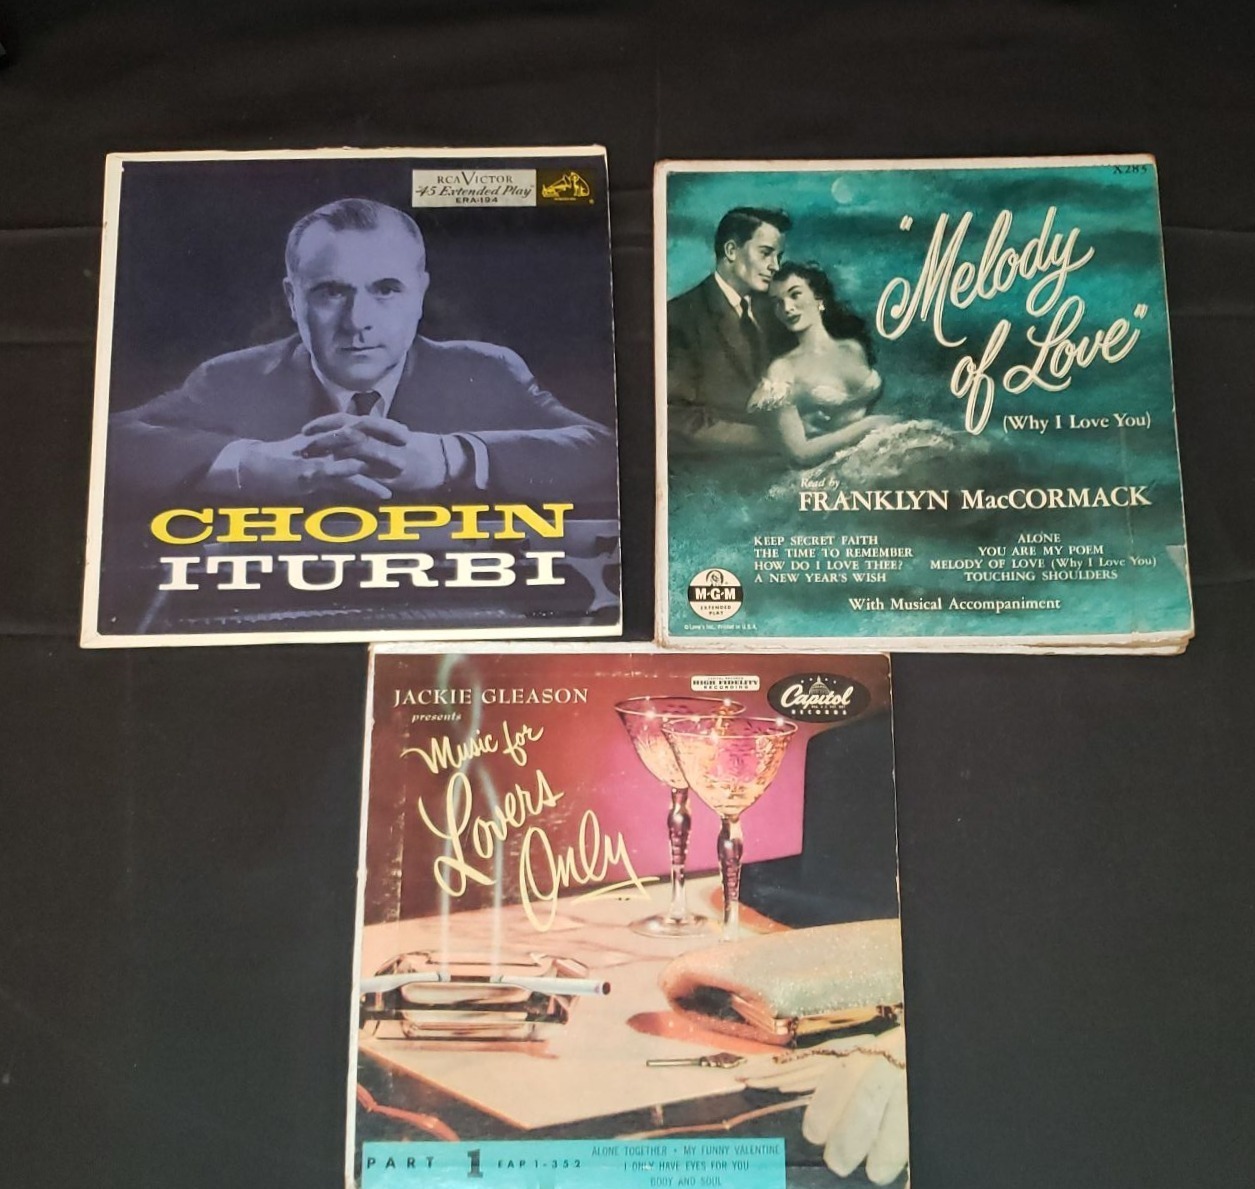 RCA VICTOR
"45 Extended Play"
ERA-194
CHOPIN
ITURBI
X285
"Melody
of Love"
(Why I Love You)
Read by
FRANKLYN MacCORMACK
KEEP SECRET FAITH
THE TIME TO REMEMBER
HOW DO I LOVE THEE?
A NEW YEAR'S WISH
ALONE
YOU ARE MY POEM
MELODY OF LOVE (Why I Love You)
TOUCHING SHOULDERS
With Musical Accompaniment
M-G-M
EXTENDED
PLAY
© Loew's Inc. Printed in U.S.A.
JACKIE GLEASON
presents
Music for
Lovers
Only
HIGH FIDELITY
RECORDING
Capitol
RECORDS
PART 1 EAP 1-352
ALONE TOGETHER • MY FUNNY VALENTINE
I ONLY HAVE EYES FOR YOU
BODY AND SOUL